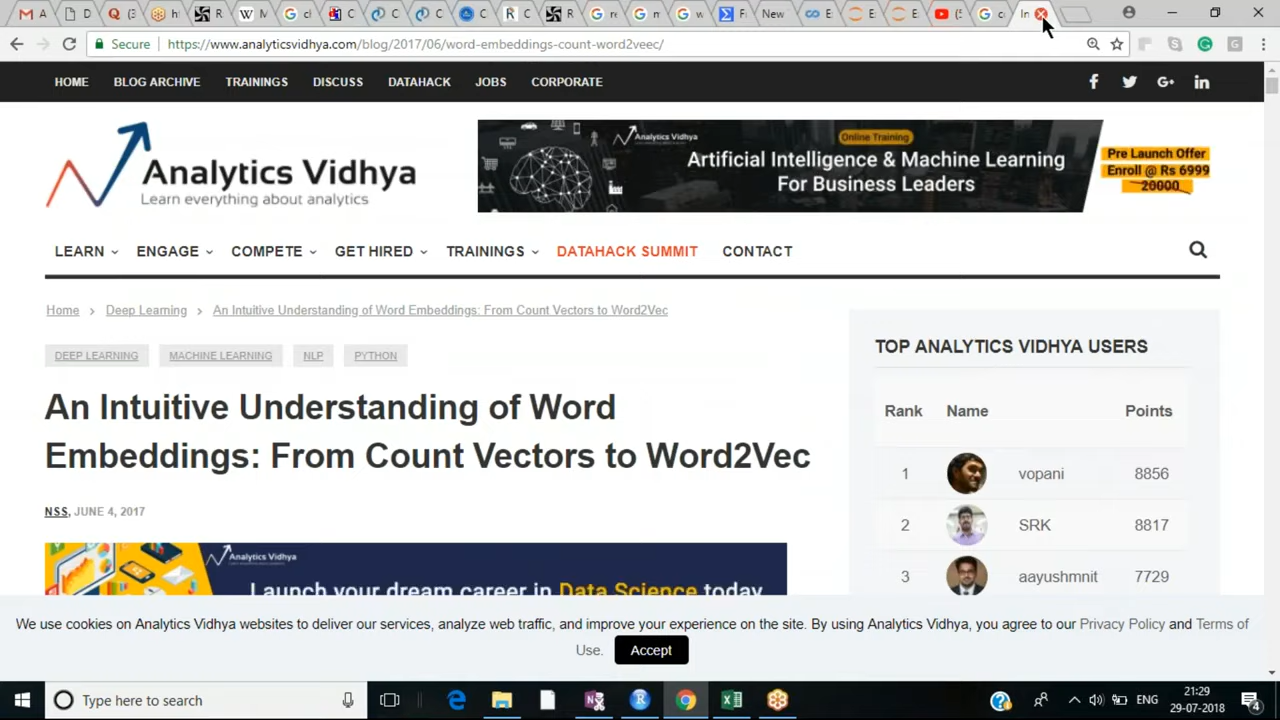 A
D
Q (3
h
R
M
cl
C
C
C
C
R
New
E
E
E
(5
In
Secure
https://www.analyticsvidhya.com/blog/2017/06/word-embeddings-count-word2veec/
HOME BLOG ARCHIVE TRAININGS DISCUSS DATAHACK JOBS CORPORATE
Analytics Vidhya
Learn everything about analytics
Analytics Vidhya
Online Training
Artificial Intelligence & Machine Learning
For Business Leaders
Pre Launch Offer
Enroll @ Rs 6999
20000
LEARN ENGAGE COMPETE GET HIRED TRAININGS DATAHACK SUMMIT CONTACT
Home > Deep Learning > An Intuitive Understanding of Word Embeddings: From Count Vectors to Word2Vec
DEEP LEARNING MACHINE LEARNING NLP PYTHON
An Intuitive Understanding of Word
Embeddings: From Count Vectors to Word2Vec
NSS, JUNE 4, 2017
Analytics Vidhya
Launch your dream career in Data Science today
TOP ANALYTICS VIDHYA USERS
Rank Name Points
1 vopani 8856
2 SRK 8817
3 aayushmnit 7729
We use cookies on Analytics Vidhya websites to deliver our services, analyze web traffic, and improve your experience on the site. By using Analytics Vidhya, you agree to our Privacy Policy and Terms of
Use. Accept
Type here to search
ENG
21:29
29-07-2018
4